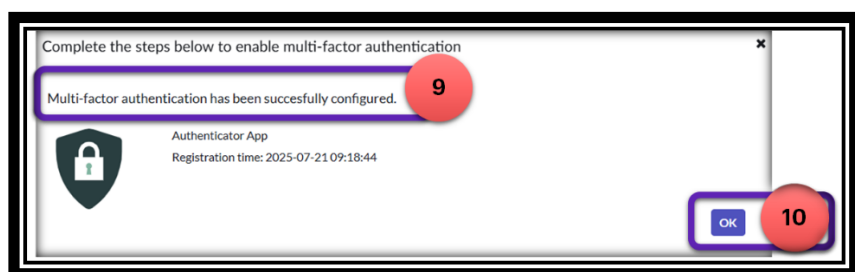 Complete the steps below to enable multi-factor authentication
×
Multi-factor authentication has been succesfully configured.
9
Authenticator App
Registration time: 2025-07-21 09:18:44
OK
10